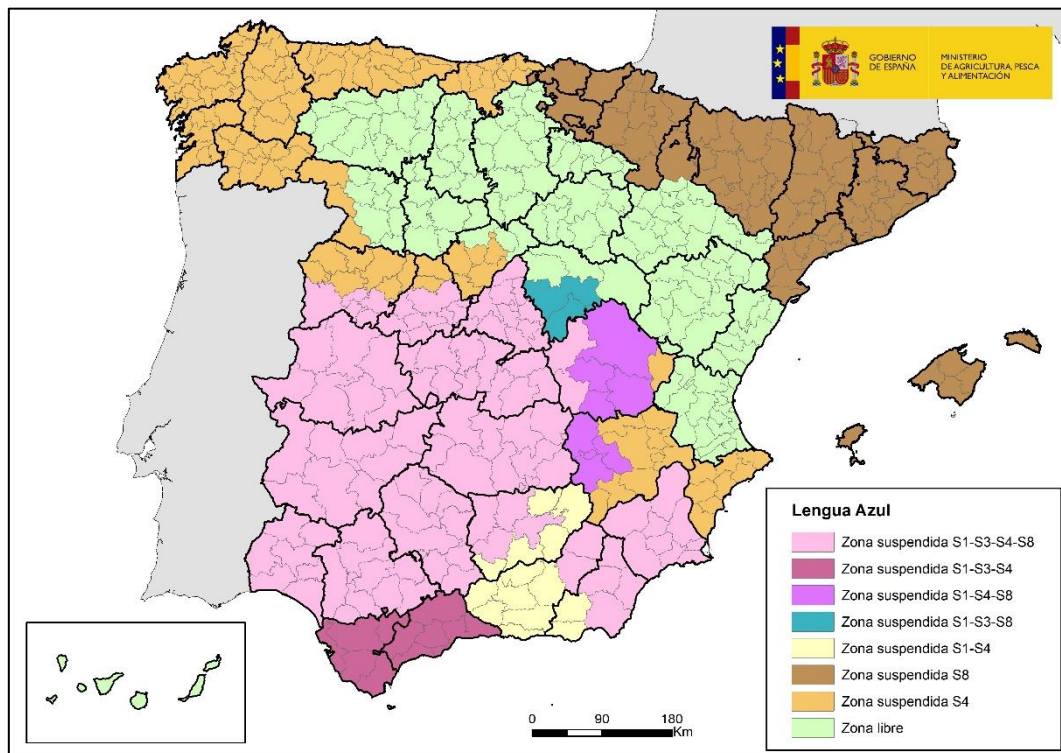 GOBIERNO
DE ESPAÑA
MINISTERIO
DE AGRICULTURA, PESCA
Y ALIMENTACIÓN
Lengua Azul
Zona suspendida S1-S3-S4-S8
Zona suspendida S1-S3-S4
Zona suspendida S1-S4-S8
Zona suspendida S1-S3-S8
Zona suspendida S1-S4
Zona suspendida S8
Zona suspendida S4
Zona libre
0 90 180
Km